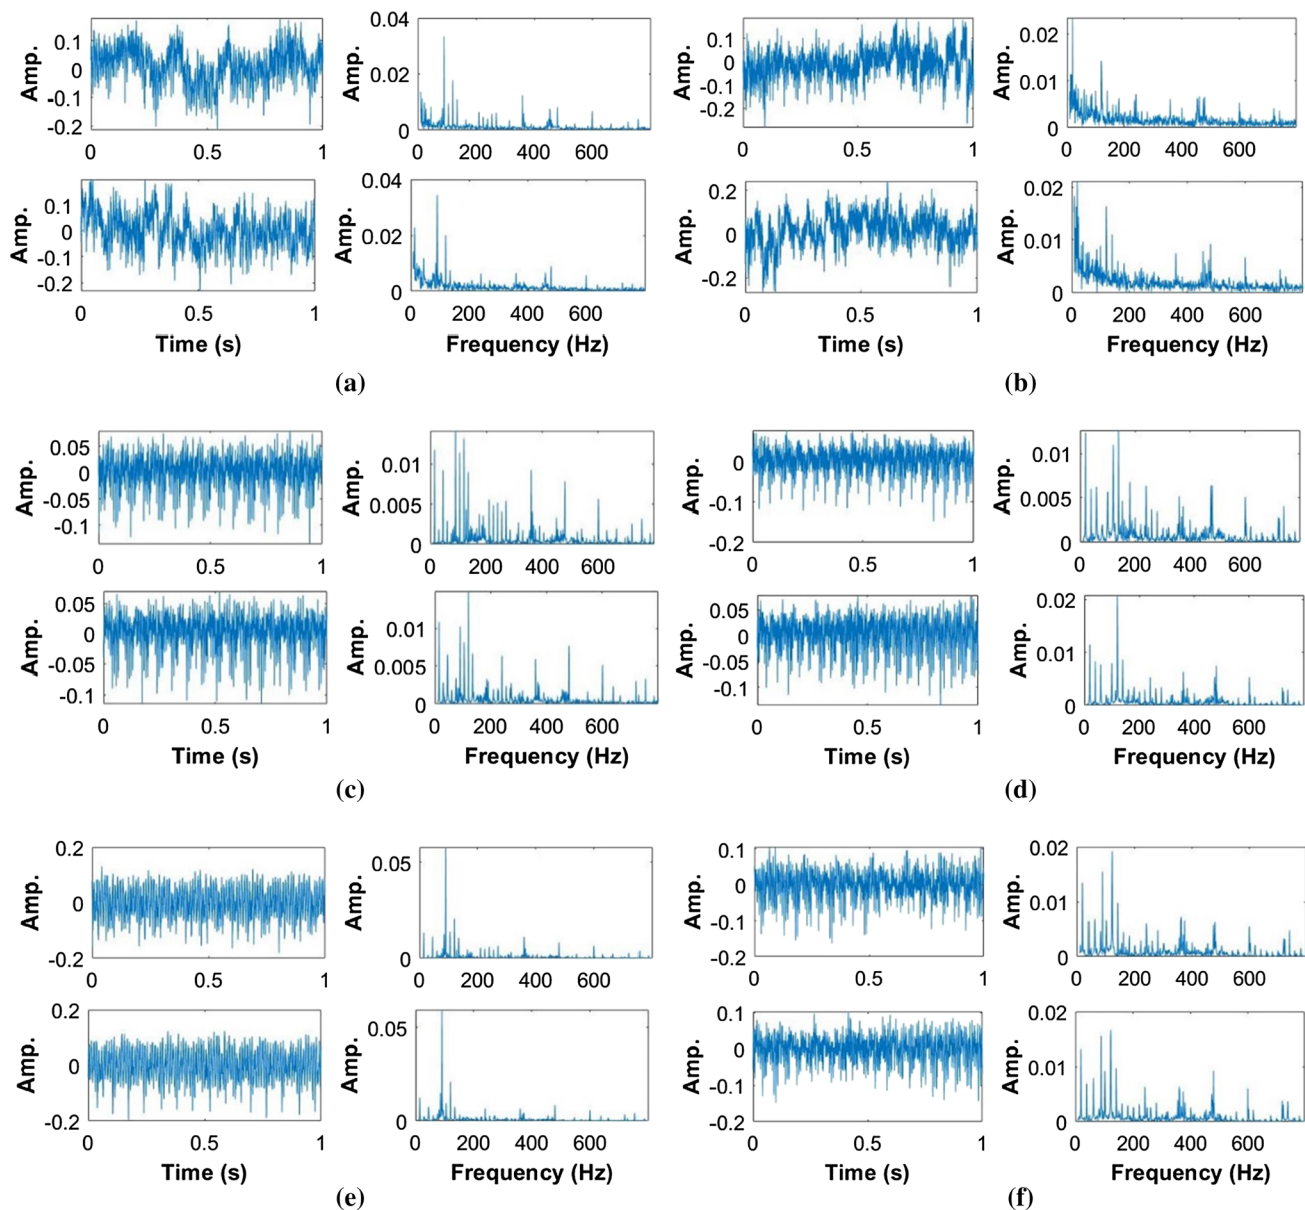 Amp. 0.1 0 -0.1 -0.2 0 0.5 1
Amp. 0.04 0.02 0 0 200 400 600
Amp. 0.1 0 -0.1 -0.2 0 0.5 1
Amp. 0.02 0.01 0 0 200 400 600
Amp. 0.1 0 -0.1 -0.2 0 0.5 1
Time (s)
Amp. 0.04 0.02 0 0 200 400 600
Frequency (Hz)
Amp. 0.2 0 -0.2 0 0.5 1
Time (s)
Amp. 0.02 0.01 0 0 200 400 600
Frequency (Hz)
(a)
(b)
Amp. 0.05 0 -0.05 -0.1 0 0.5 1
Amp. 0.01 0.005 0 0 200 400 600
Amp. 0 -0.1 -0.2 0 0.5 1
Amp. 0.01 0.005 0 0 200 400 600
Amp. 0.05 0 -0.05 -0.1 0 0.5 1
Time (s)
Amp. 0.01 0.005 0 0 200 400 600
Frequency (Hz)
Amp. 0.05 0 -0.05 -0.1 0 0.5 1
Time (s)
Amp. 0.02 0.01 0 0 200 400 600
Frequency (Hz)
(c)
(d)
Amp. 0.2 0 -0.2 0 0.5 1
Amp. 0.05 0 0 200 400 600
Amp. 0.1 0 -0.1 -0.2 0 0.5 1
Amp. 0.02 0.01 0 0 200 400 600
Amp. 0.2 0 -0.2 0 0.5 1
Time (s)
Amp. 0.05 0 0 200 400 600
Frequency (Hz)
Amp. 0.1 0 -0.1 -0.2 0 0.5 1
Time (s)
Amp. 0.02 0.01 0 0 200 400 600
Frequency (Hz)
(e)
(f)